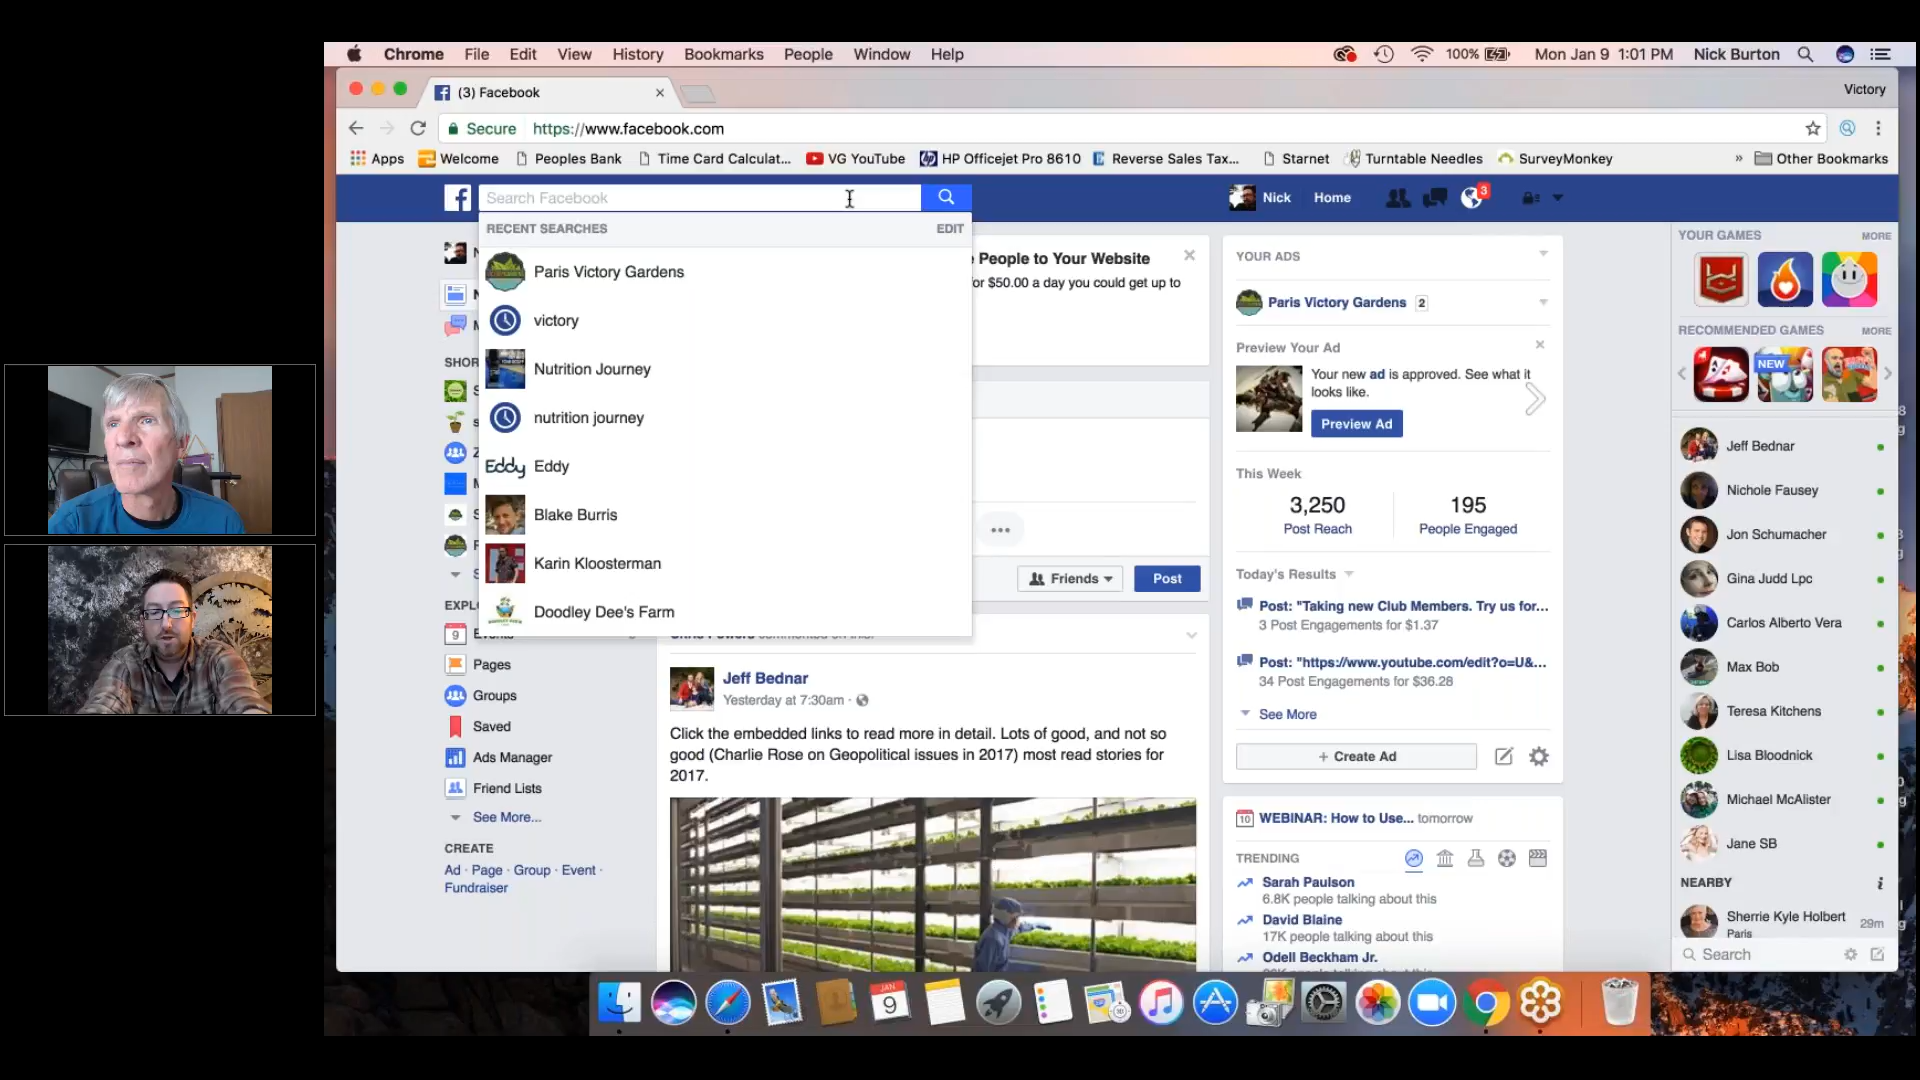 Chrome File Edit View History Bookmarks People Window Help
100% Mon Jan 9 1:01 PM Nick Burton
(3) Facebook
Victory
Secure https://www.facebook.com
Apps Welcome Peoples Bank Time Card Calculat... VG YouTube HP Officejet Pro 8610 Reverse Sales Tax... Starnet Turntable Needles SurveyMonkey » Other Bookmarks
Search Facebook
Nick Home 3
RECENT SEARCHES EDIT
Paris Victory Gardens
victory
Nutrition Journey
nutrition journey
Eddy Eddy
Blake Burris
Karin Kloosterman
Doodley Dee's Farm
SHOR
EXPL
9 Events
Pages
Groups
Saved
Ads Manager
Friend Lists
See More...
CREATE
Ad · Page · Group · Event ·
Fundraiser
People to Your Website
or $50.00 a day you could get up to
Friends Post
Jeff Bednar
Yesterday at 7:30am ·
Click the embedded links to read more in detail. Lots of good, and not so
good (Charlie Rose on Geopolitical issues in 2017) most read stories for
2017.
YOUR ADS
Paris Victory Gardens 2
Preview Your Ad
Your new ad is approved. See what it
looks like.
Preview Ad
This Week
3,250 195
Post Reach People Engaged
Today's Results
Post: "Taking new Club Members. Try us for...
3 Post Engagements for $1.37
Post: "https://www.youtube.com/edit?o=U&...
34 Post Engagements for $36.28
See More
+ Create Ad
10 WEBINAR: How to Use... tomorrow
TRENDING
Sarah Paulson
6.8K people talking about this
David Blaine
17K people talking about this
Odell Beckham Jr.
YOUR GAMES MORE
RECOMMENDED GAMES MORE
NEW
Jeff Bednar
Nichole Fausey
Jon Schumacher
Gina Judd Lpc
Carlos Alberto Vera
Max Bob
Teresa Kitchens
Lisa Bloodnick
Michael McAlister
Jane SB
NEARBY
Sherrie Kyle Holbert 29m
Paris
Search
JAN
9